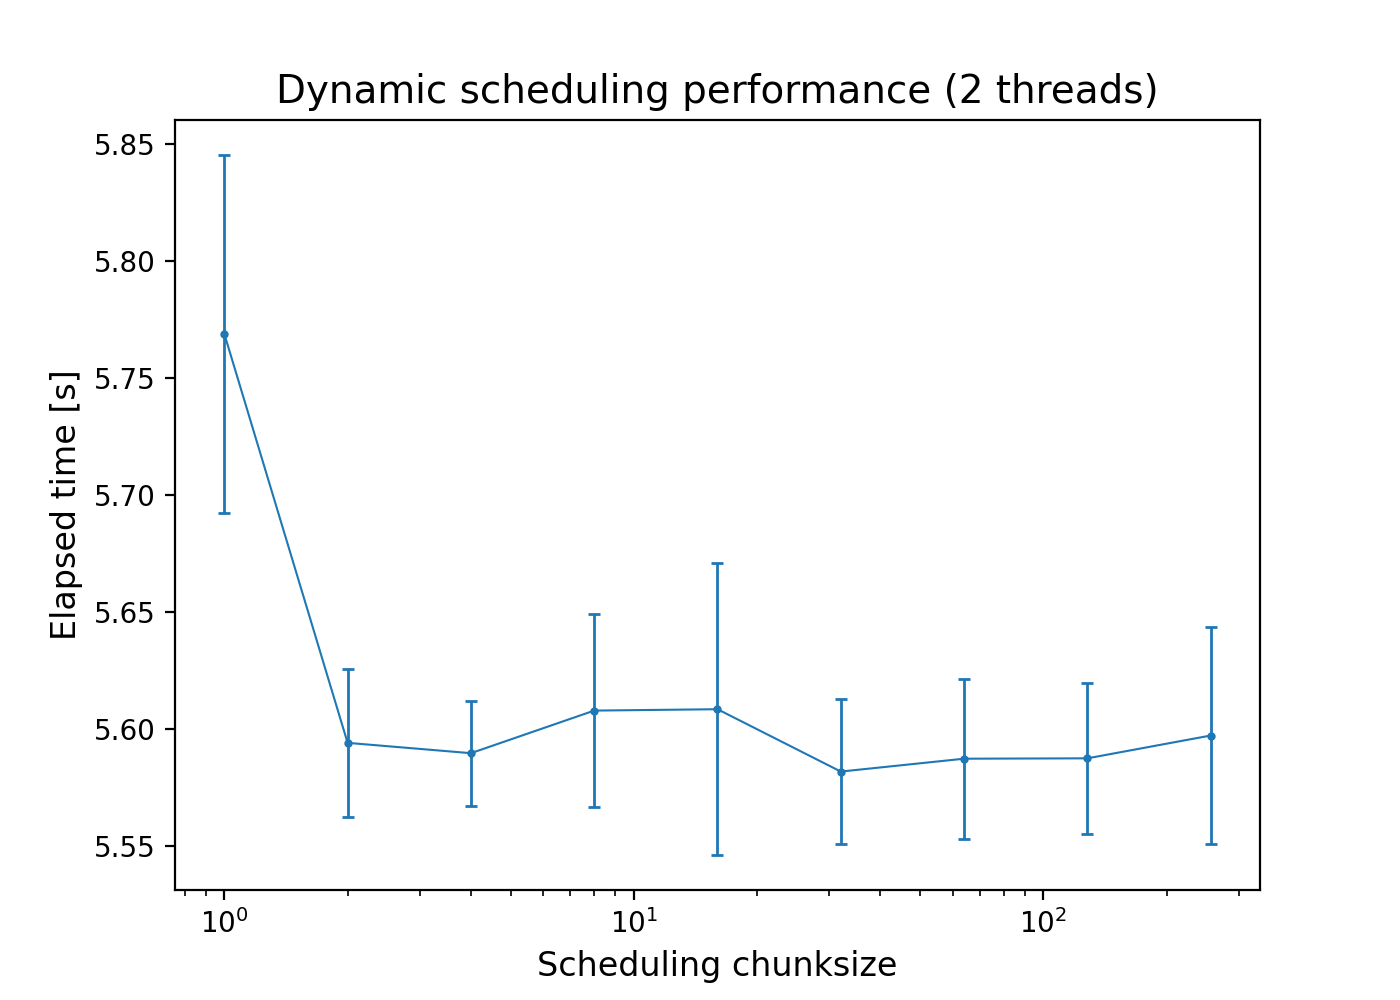 Dynamic scheduling performance (2 threads)
5.85
5.80
5.75
5.70
5.65
5.60
5.55
Elapsed time [s]
10⁰ 10¹ 10²
Scheduling chunksize